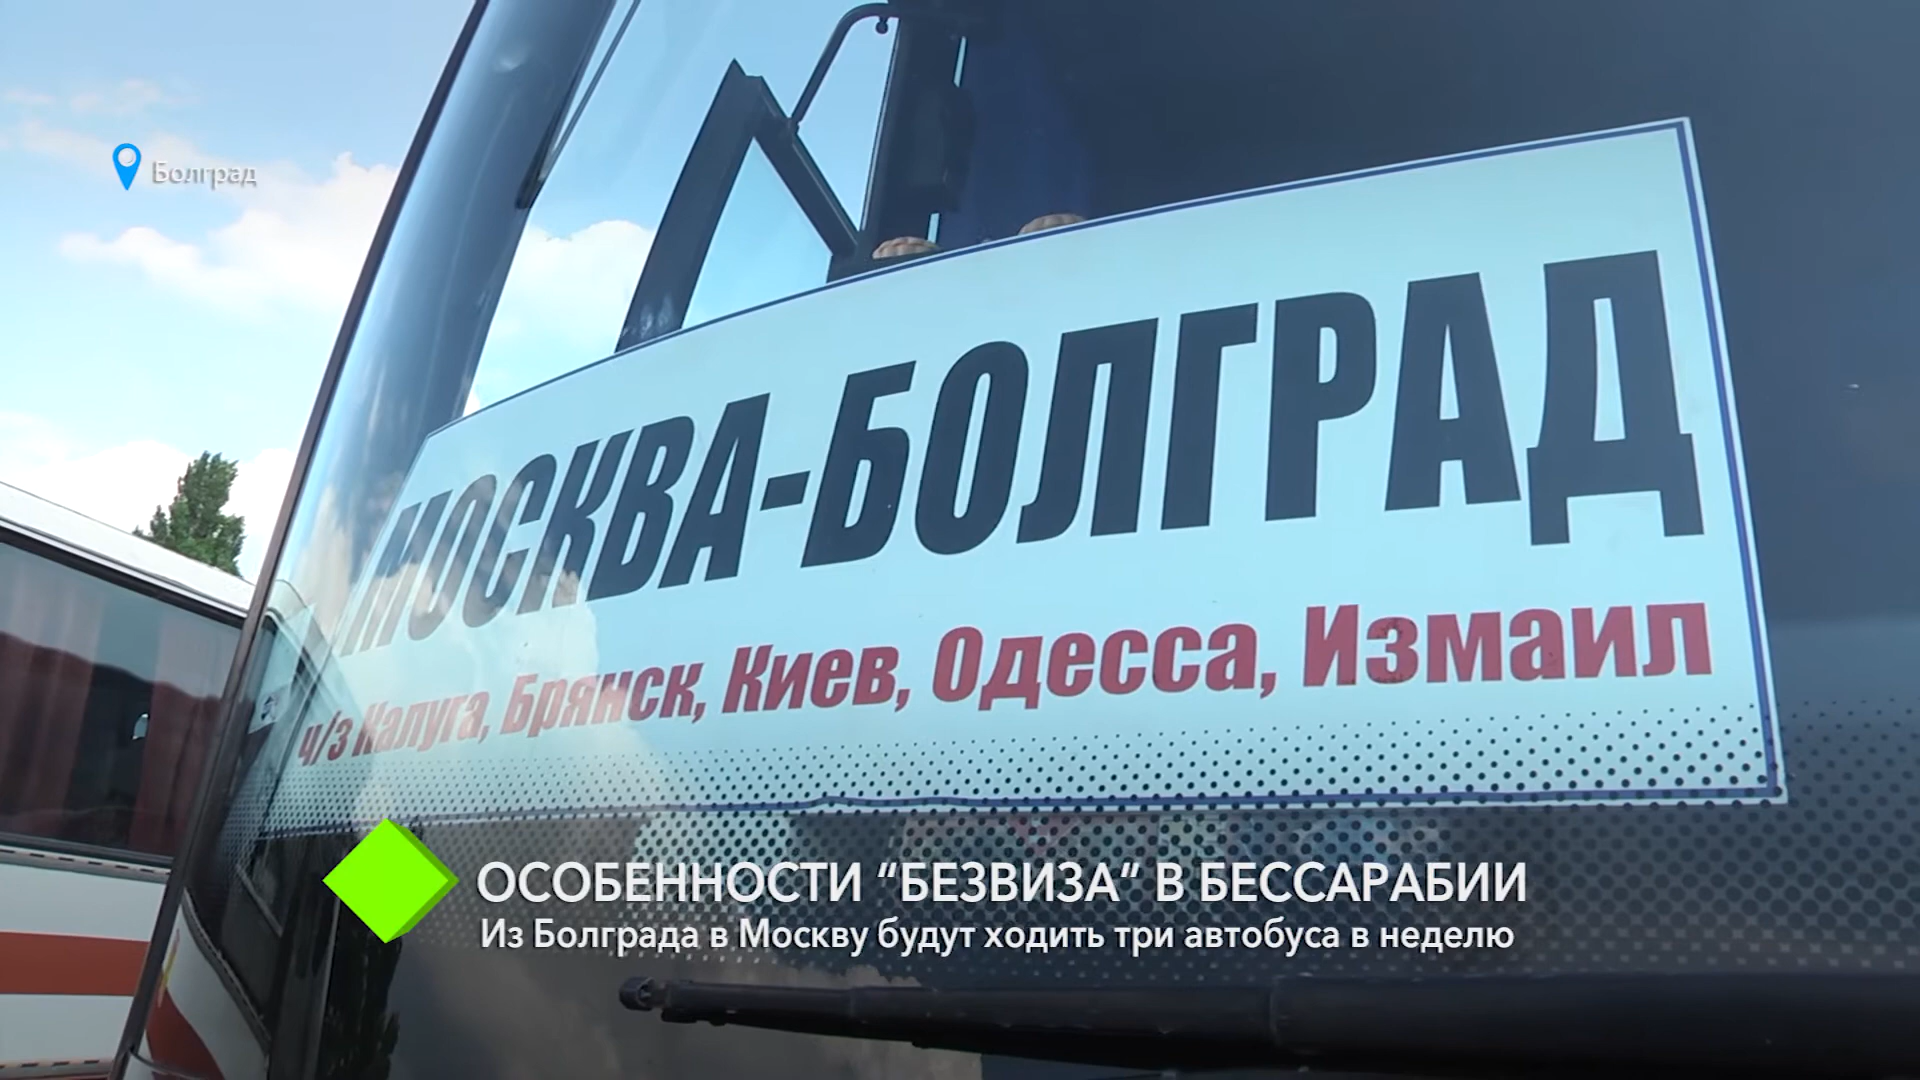 Болград
МОСКВА-БОЛГРАД
ч/з Калуга, Брянск, Киев, Одесса, Измаил
ОСОБЕННОСТИ “БЕЗВИЗА“ В БЕССАРАБИИ
Из Болграда в Москву будут ходить три автобуса в неделю